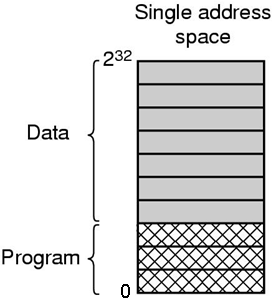 Single address
space
2³²
Data
Program
0